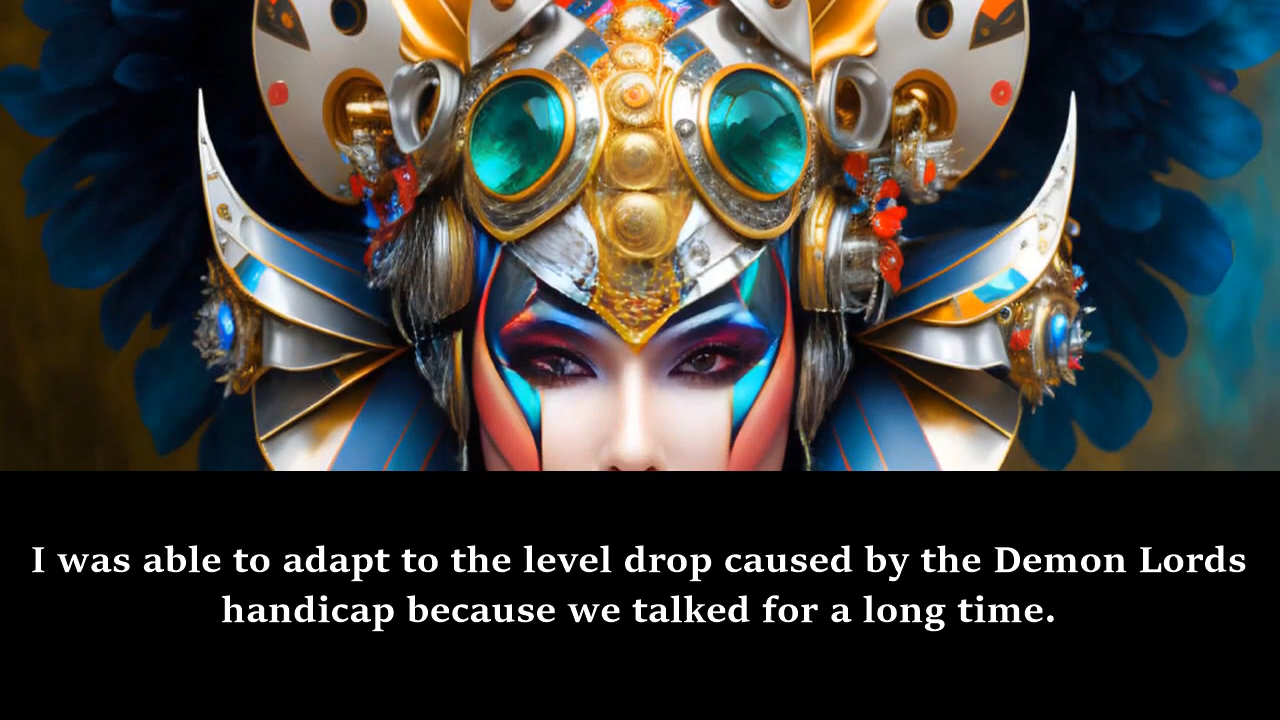 I was able to adapt to the level drop caused by the Demon Lords
handicap because we talked for a long time.